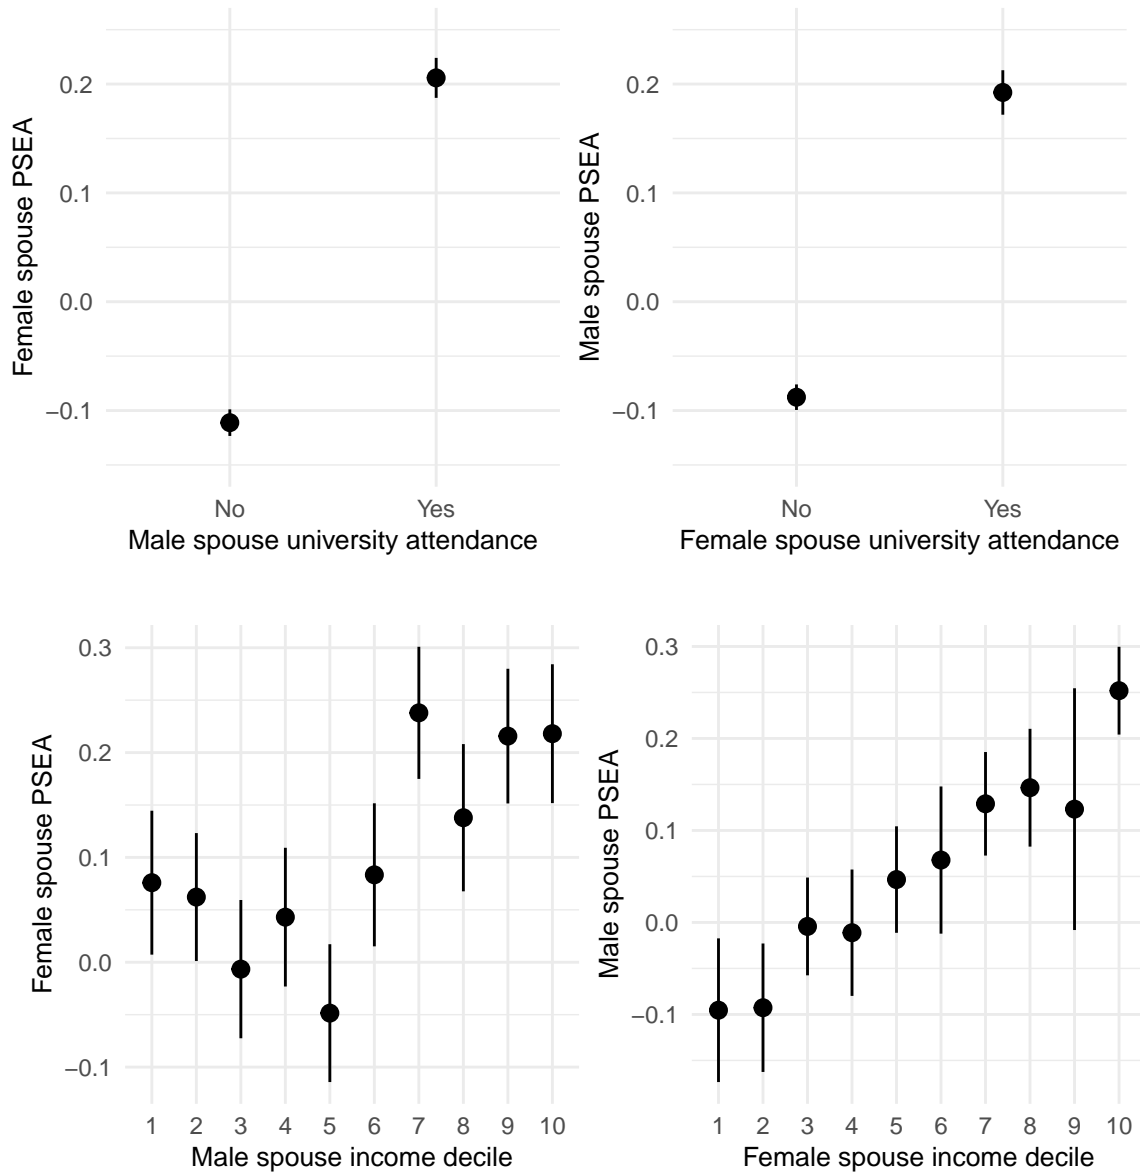 Female spouse PSEA
0.2
0.1
0.0
−0.1
No
Yes
Male spouse university attendance
Male spouse PSEA
0.2
0.1
0.0
−0.1
No
Yes
Female spouse university attendance
Female spouse PSEA
0.3
0.2
0.1
0.0
−0.1
1 2 3 4 5 6 7 8 9 10
Male spouse income decile
Male spouse PSEA
0.3
0.2
0.1
0.0
−0.1
1 2 3 4 5 6 7 8 9 10
Female spouse income decile